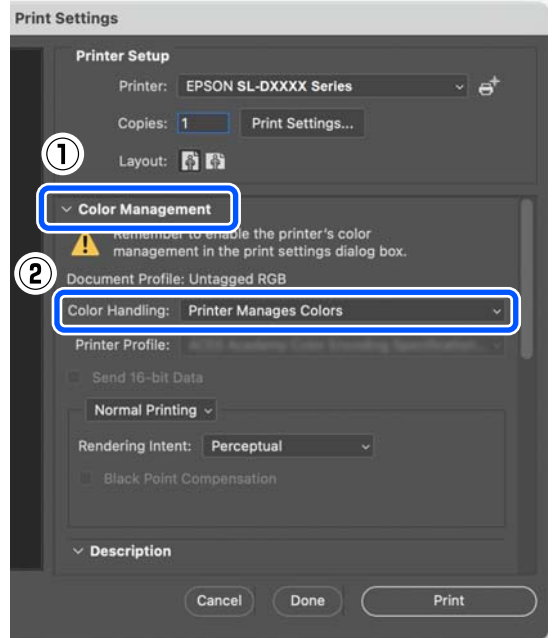 Print Settings
Printer Setup
Printer: EPSON SL-DXXXX Series
Copies: 1 Print Settings...
①
Layout:
Color Management
Remember to enable the printer's color
management in the print settings dialog box.
②
Document Profile: Untagged RGB
Color Handling: Printer Manages Colors
Printer Profile:
Send 16-bit Data
Normal Printing
Rendering Intent: Perceptual
Black Point Compensation
Description
Cancel Done Print